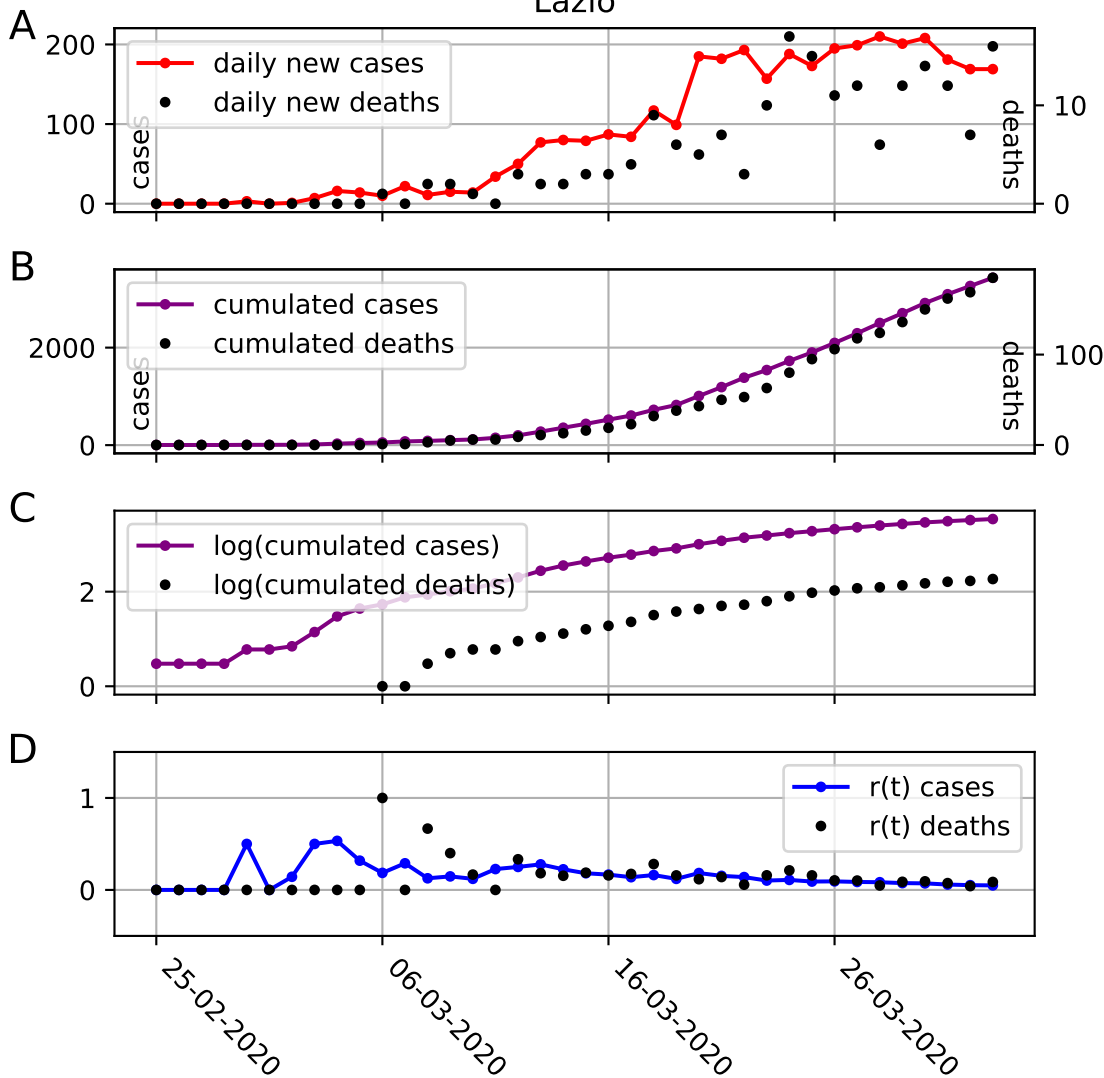 Lazio
A
200
100
0
cases
daily new cases
daily new deaths
10
0
deaths
B
2000
0
cases
cumulated cases
cumulated deaths
100
0
deaths
C
2
0
log(cumulated cases)
log(cumulated deaths)
D
1
0
r(t) cases
r(t) deaths
25-02-2020
06-03-2020
16-03-2020
26-03-2020